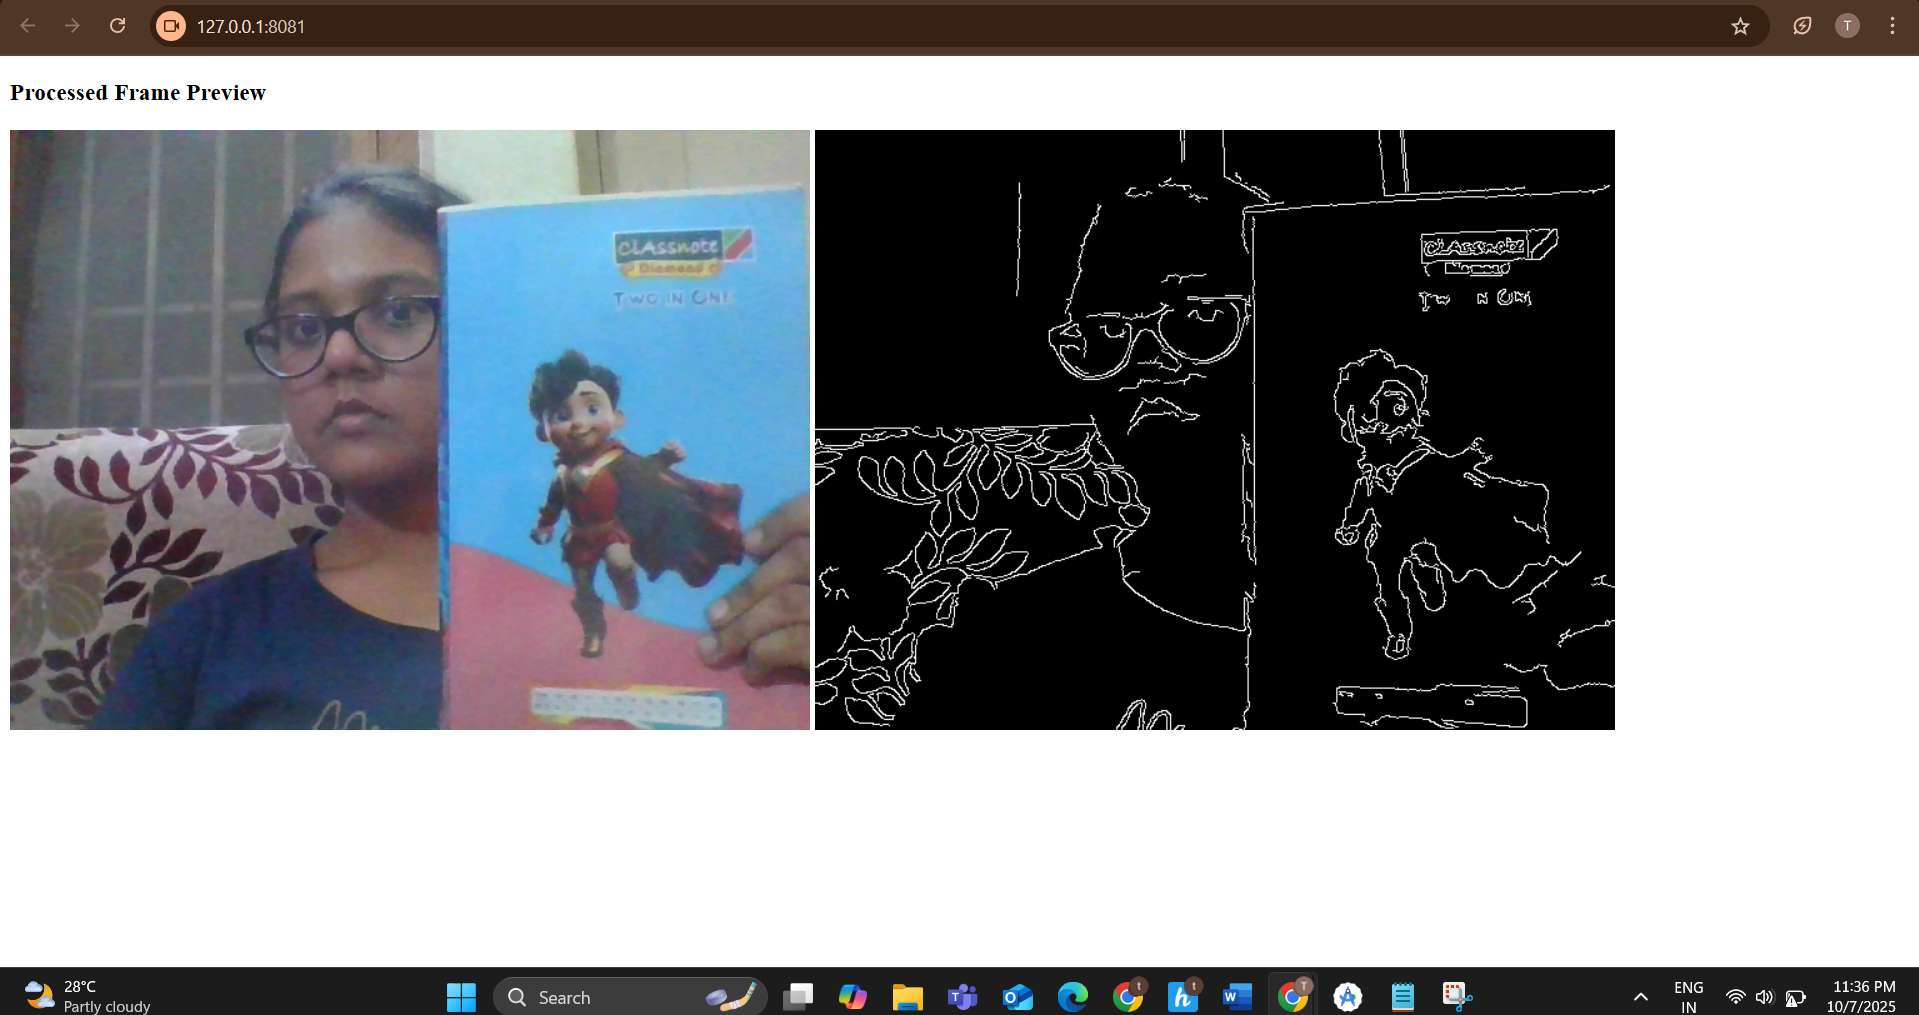 127.0.0.1:8081
T
Processed Frame Preview
ClAssnote
Diamond
TWO IN ONE
ClAssnote
28°C
Partly cloudy
Search
t
t
T
ENG
IN
11:36 PM
10/7/2025